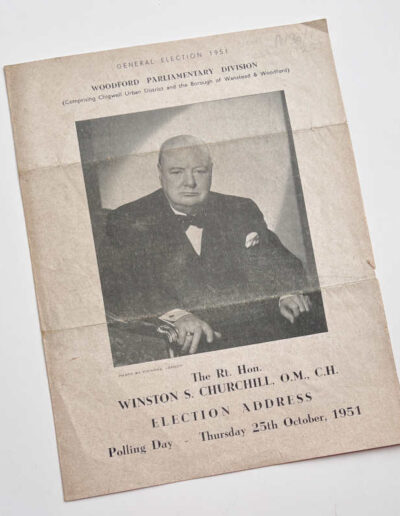 GENERAL ELECTION 1951
WOODFORD PARLIAMENTARY DIVISION
(Comprising Chigwell Urban District and the Borough of Wanstead & Woodford)
The Rt. Hon.
WINSTON S. CHURCHILL, O.M., C.H.
ELECTION ADDRESS
Polling Day - Thursday 25th October, 1951